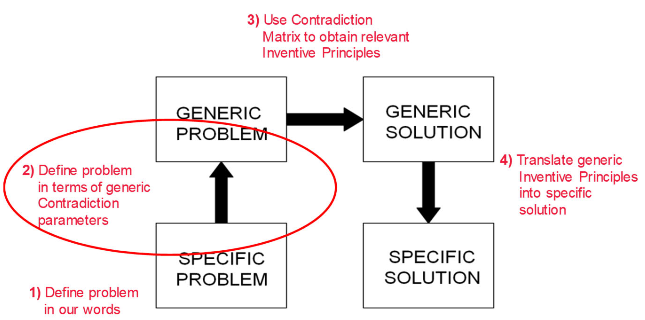 3) Use Contradiction
Matrix to obtain relevant
Inventive Principles
GENERIC
PROBLEM
GENERIC
SOLUTION
2) Define problem
in terms of generic
Contradiction
parameters
4) Translate generic
Inventive Principles
into specific
solution
SPECIFIC
PROBLEM
SPECIFIC
SOLUTION
1) Define problem
in our words